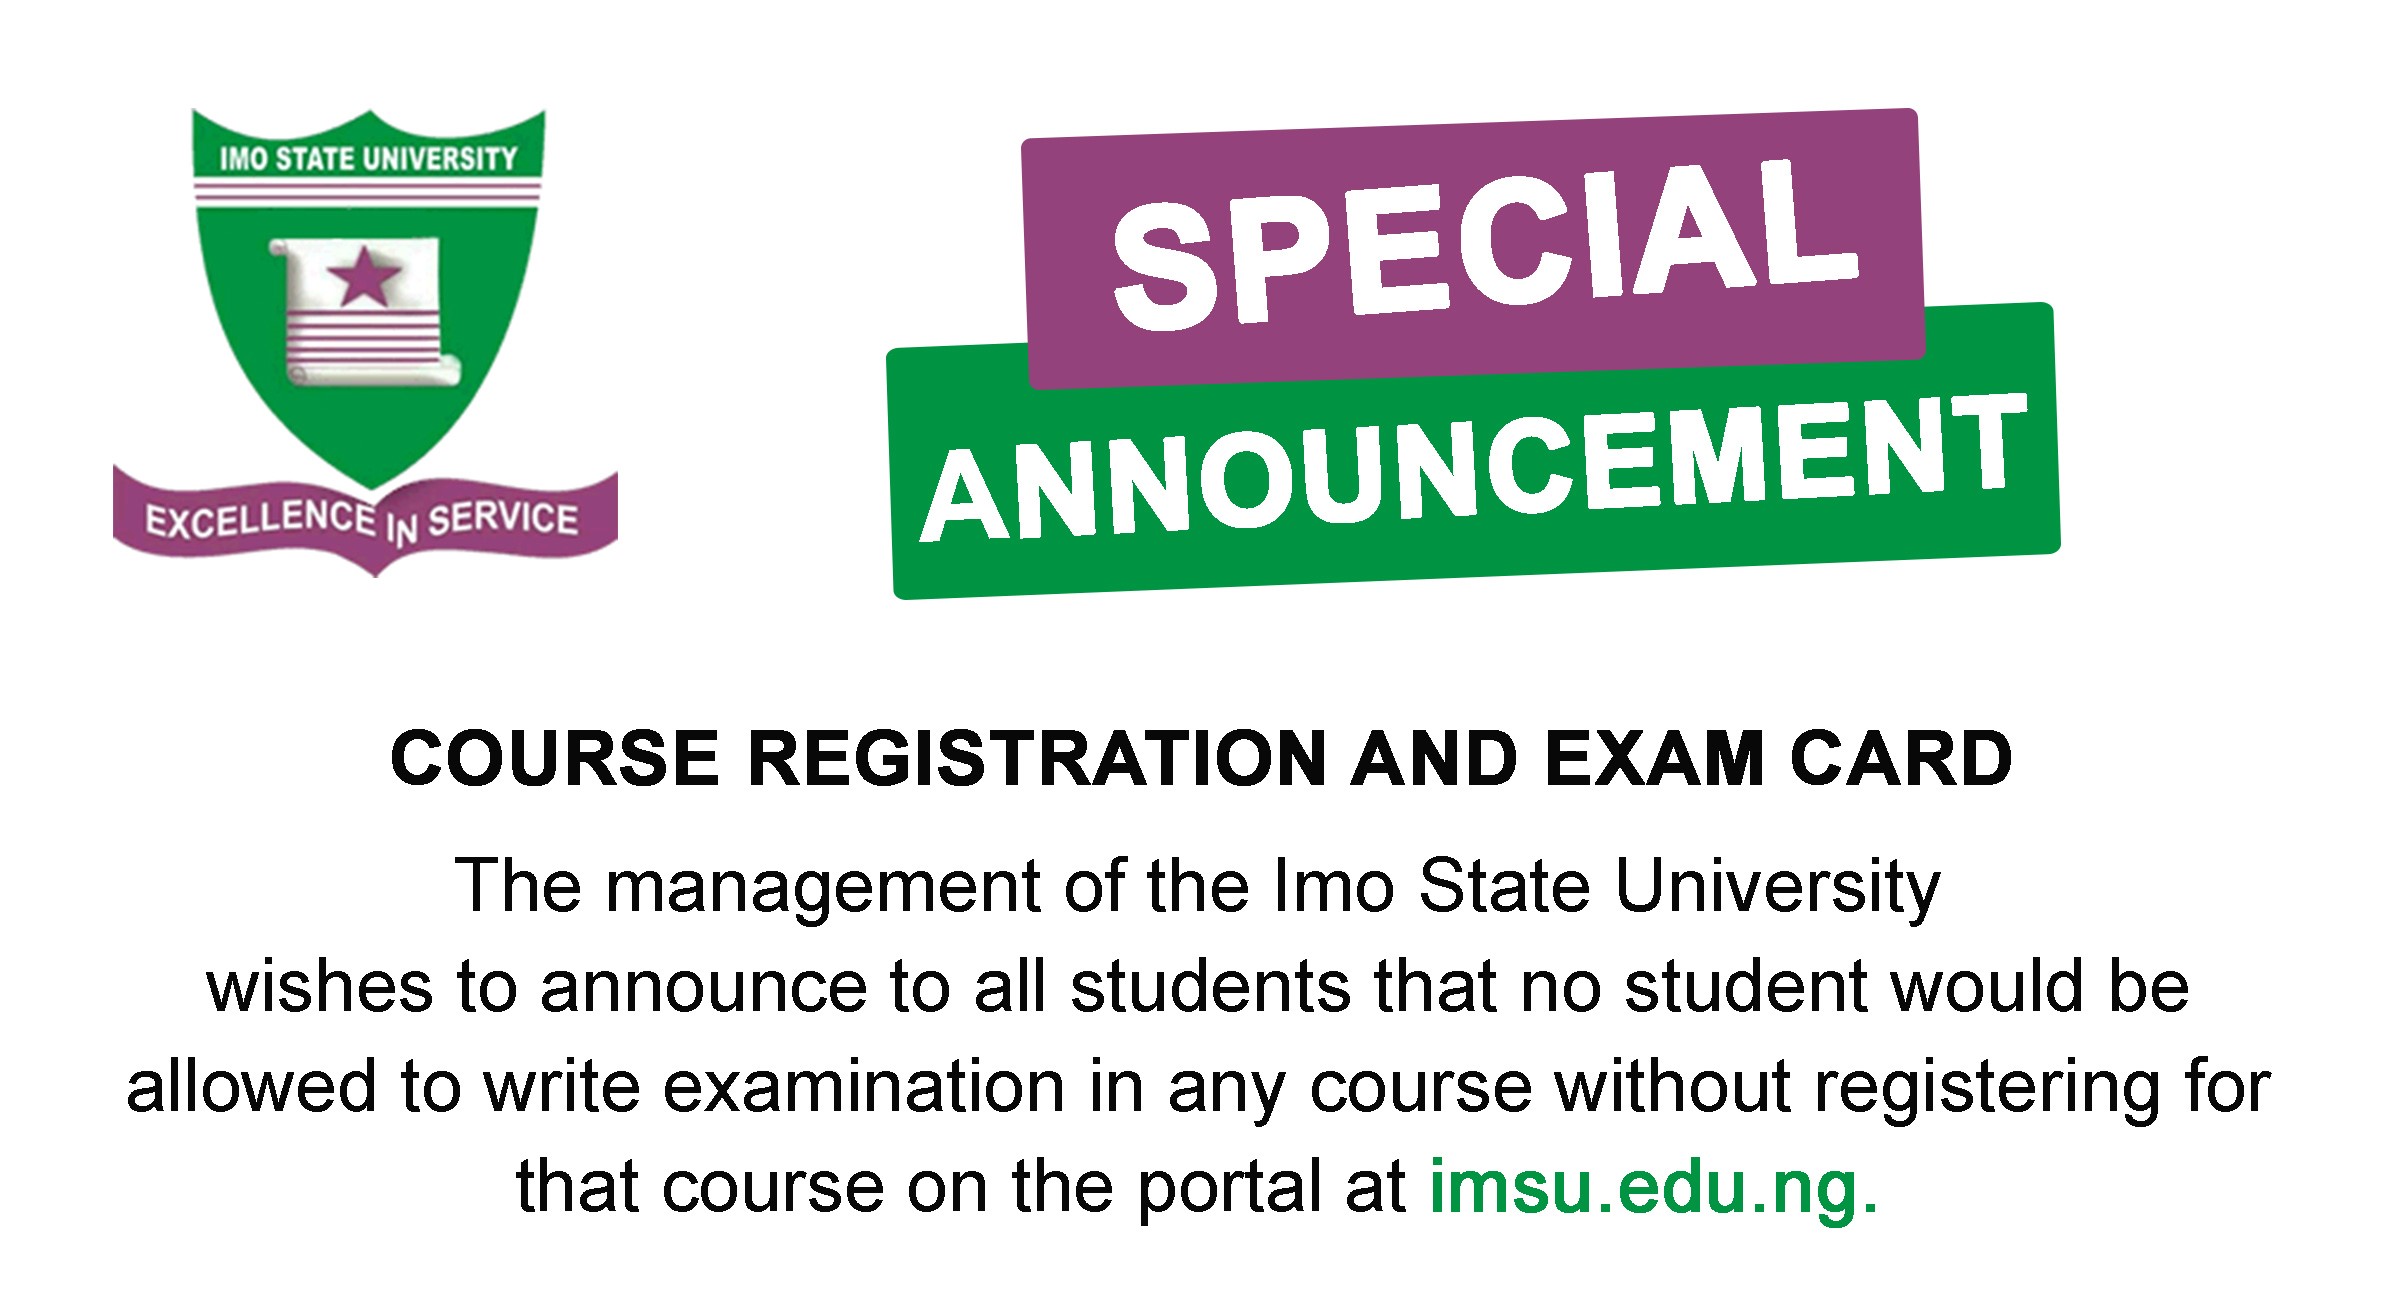 IMO STATE UNIVERSITY
EXCELLENCE IN SERVICE
SPECIAL
ANNOUNCEMENT
COURSE REGISTRATION AND EXAM CARD
The management of the Imo State University
wishes to announce to all students that no student would be
allowed to write examination in any course without registering for
that course on the portal at imsu.edu.ng.